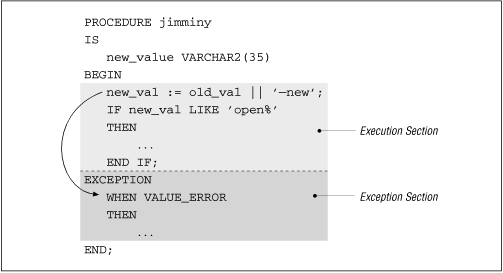 PROCEDURE jimminy
IS
new_value VARCHAR2(35)
BEGIN
new_val := old_val || '—new';
IF new_val LIKE 'open%'
THEN
...
END IF;
Execution Section
EXCEPTION
WHEN VALUE_ERROR
THEN
...
Exception Section
END;